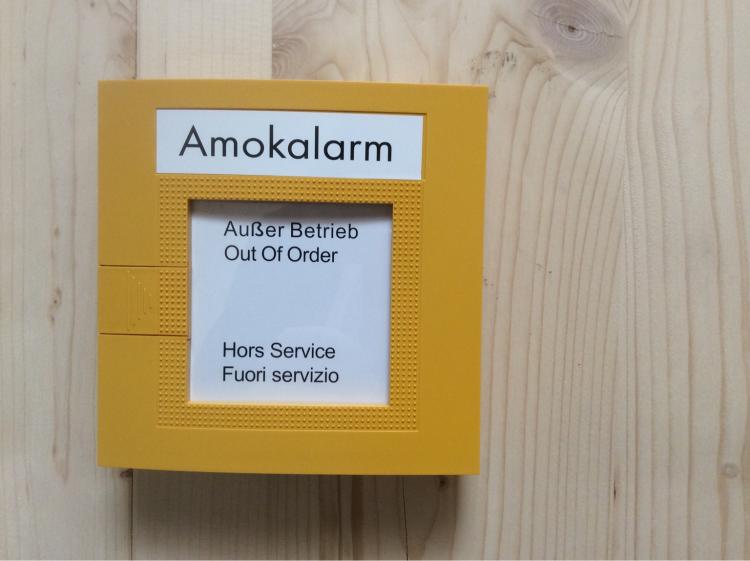 Amokalarm
Außer Betrieb
Out Of Order
Hors Service
Fuori servizio